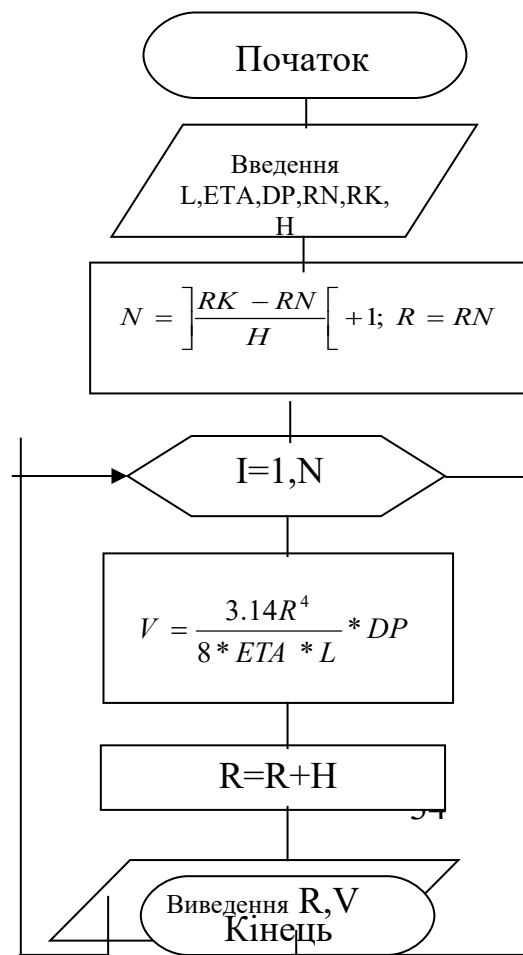 Початок
Введення
L,ETA,DP,RN,RK,
H
N = ]RK − RN / H[ + 1; R = RN
I=1,N
V = 3.14R^4 / 8 * ETA * L * DP
R=R+H
Виведення R,V
Кінець